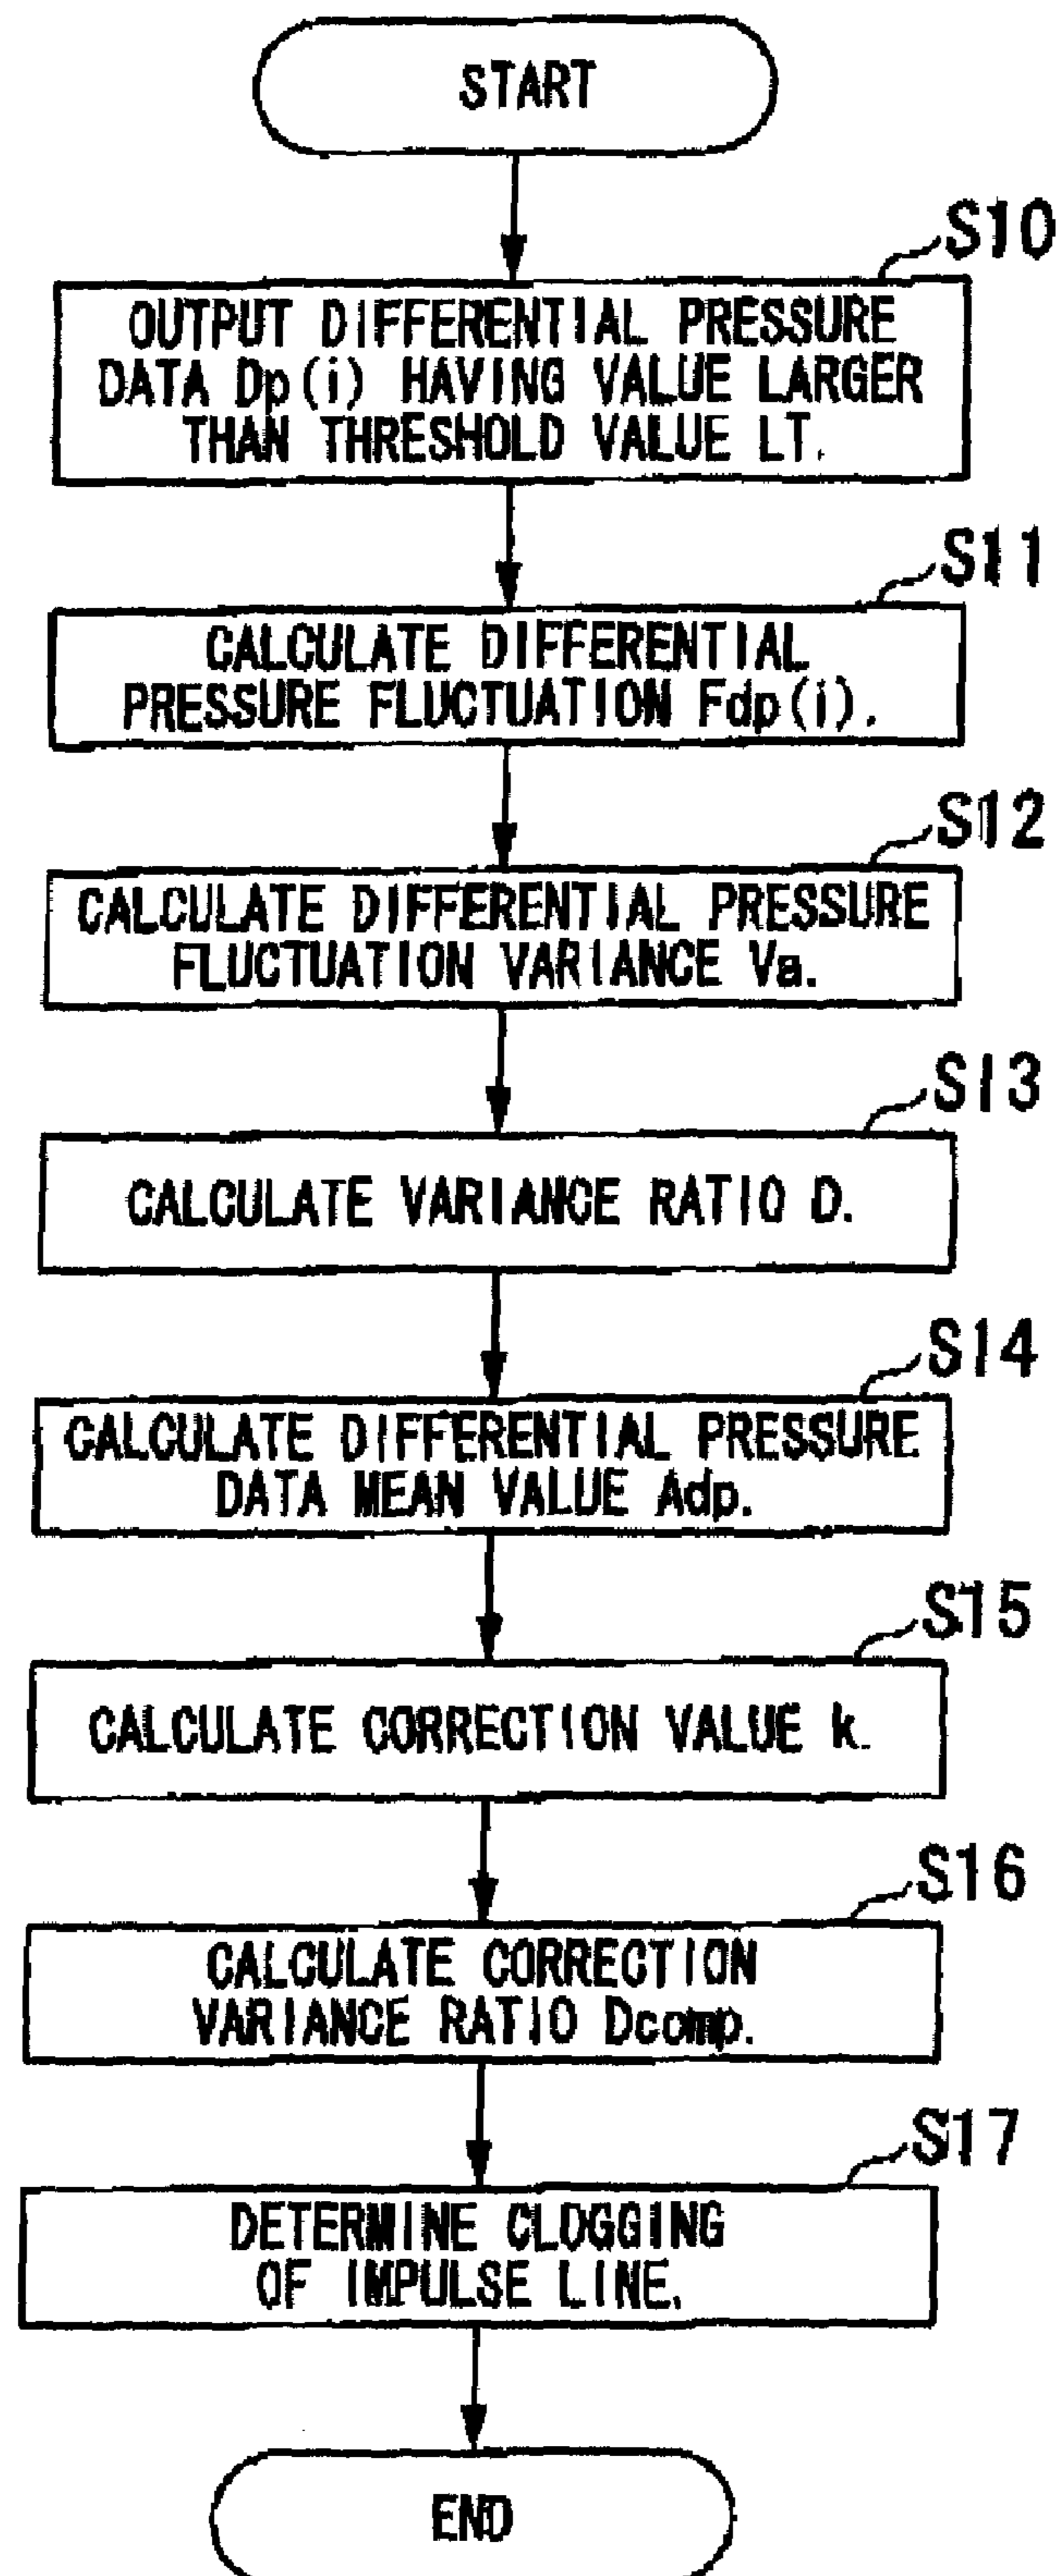 START
S10
OUTPUT DIFFERENTIAL PRESSURE
DATA Dp(i) HAVING VALUE LARGER
THAN THRESHOLD VALUE LT.
S11
CALCULATE DIFFERENTIAL
PRESSURE FLUCTUATION Fdp(i).
S12
CALCULATE DIFFERENTIAL PRESSURE
FLUCTUATION VARIANCE Va.
S13
CALCULATE VARIANCE RATIO D.
S14
CALCULATE DIFFERENTIAL PRESSURE
DATA MEAN VALUE Adp.
S15
CALCULATE CORRECTION VALUE k.
S16
CALCULATE CORRECTION
VARIANCE RATIO Dcomp.
S17
DETERMINE CLOGGING
OF IMPULSE LINE.
END